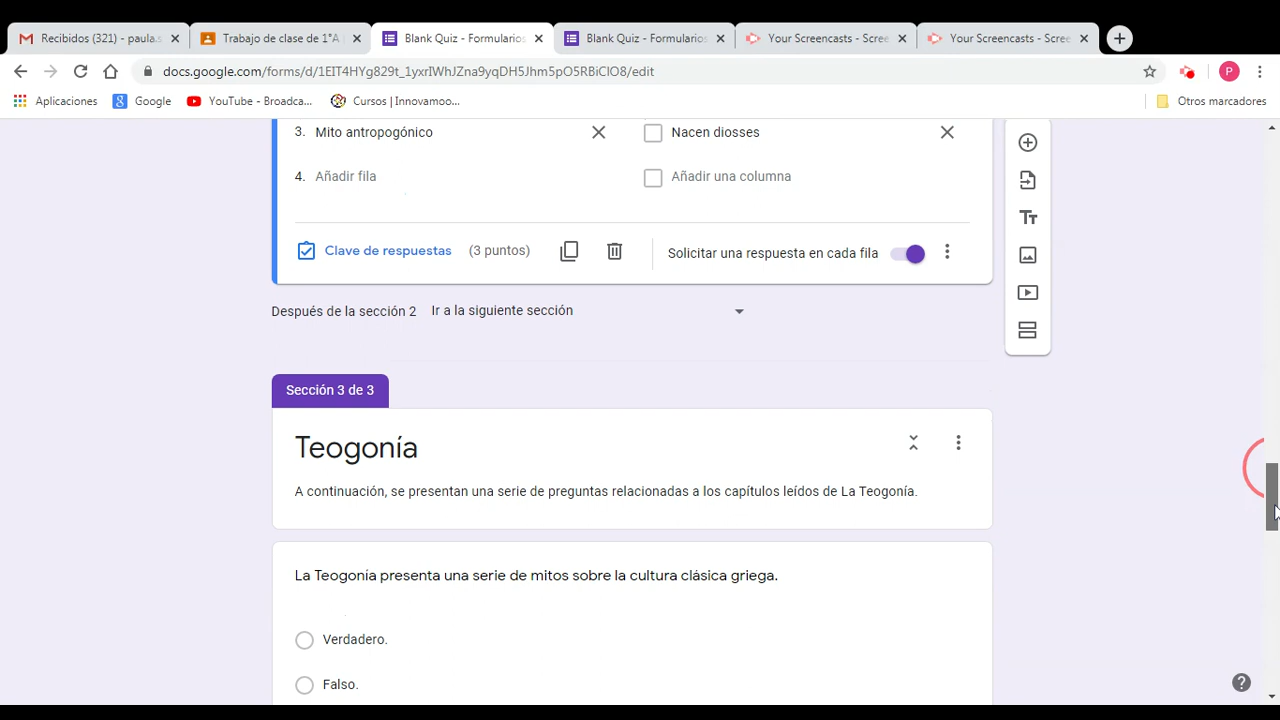 Recibidos (321) - paula.s
Trabajo de clase de 1°A
Blank Quiz - Formularios
Blank Quiz - Formularios
Your Screencasts - Scree
Your Screencasts - Scree
docs.google.com/forms/d/1EIT4HYg829t_1yxrIWhJZna9yqDH5Jhm5pO5RBiClO8/edit
P
Aplicaciones
Google
YouTube - Broadca...
Cursos | Innovamoo...
Otros marcadores
3. Mito antropogónico
Nacen diosses
4. Añadir fila
Añadir una columna
Clave de respuestas (3 puntos)
Solicitar una respuesta en cada fila
Después de la sección 2 Ir a la siguiente sección
Sección 3 de 3
Teogonía
A continuación, se presentan una serie de preguntas relacionadas a los capítulos leídos de La Teogonía.
La Teogonía presenta una serie de mitos sobre la cultura clásica griega.
Verdadero.
Falso.